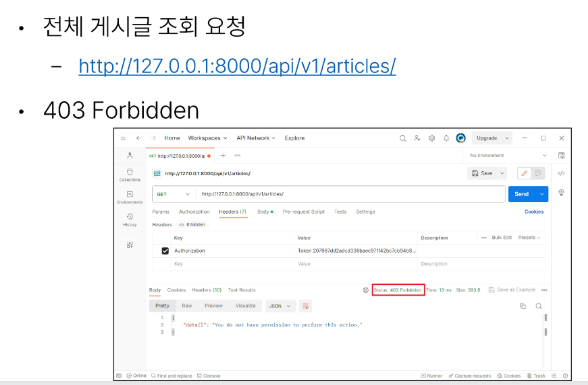 • 전체 게시글 조회 요청
– http://127.0.0.1:8000/api/v1/articles/
• 403 Forbidden
Home Workspaces API Network Explore
Upgrade
GET http://127.0.0.1:8000/a
No Environment
http://127.0.0.1:8000/api/v1/articles/
Save
Collections
GET http://127.0.0.1:8000/api/v1/articles/ Send
Environments
Params Authorization Headers (7) Body Pre-request Script Tests Settings Cookies
History
Headers 6 hidden
Key Value Description Bulk Edit Presets
Authorization
Token
Key Value Description
Body Cookies Headers (10) Test Results
Status: 403 Forbidden
Save as Example
Pretty Raw Preview Visualize JSON
1 {
2 "detail": "You do not have permission to perform this action."
3 }
Online Find and replace Console
Runner Capture requests Cookies Trash